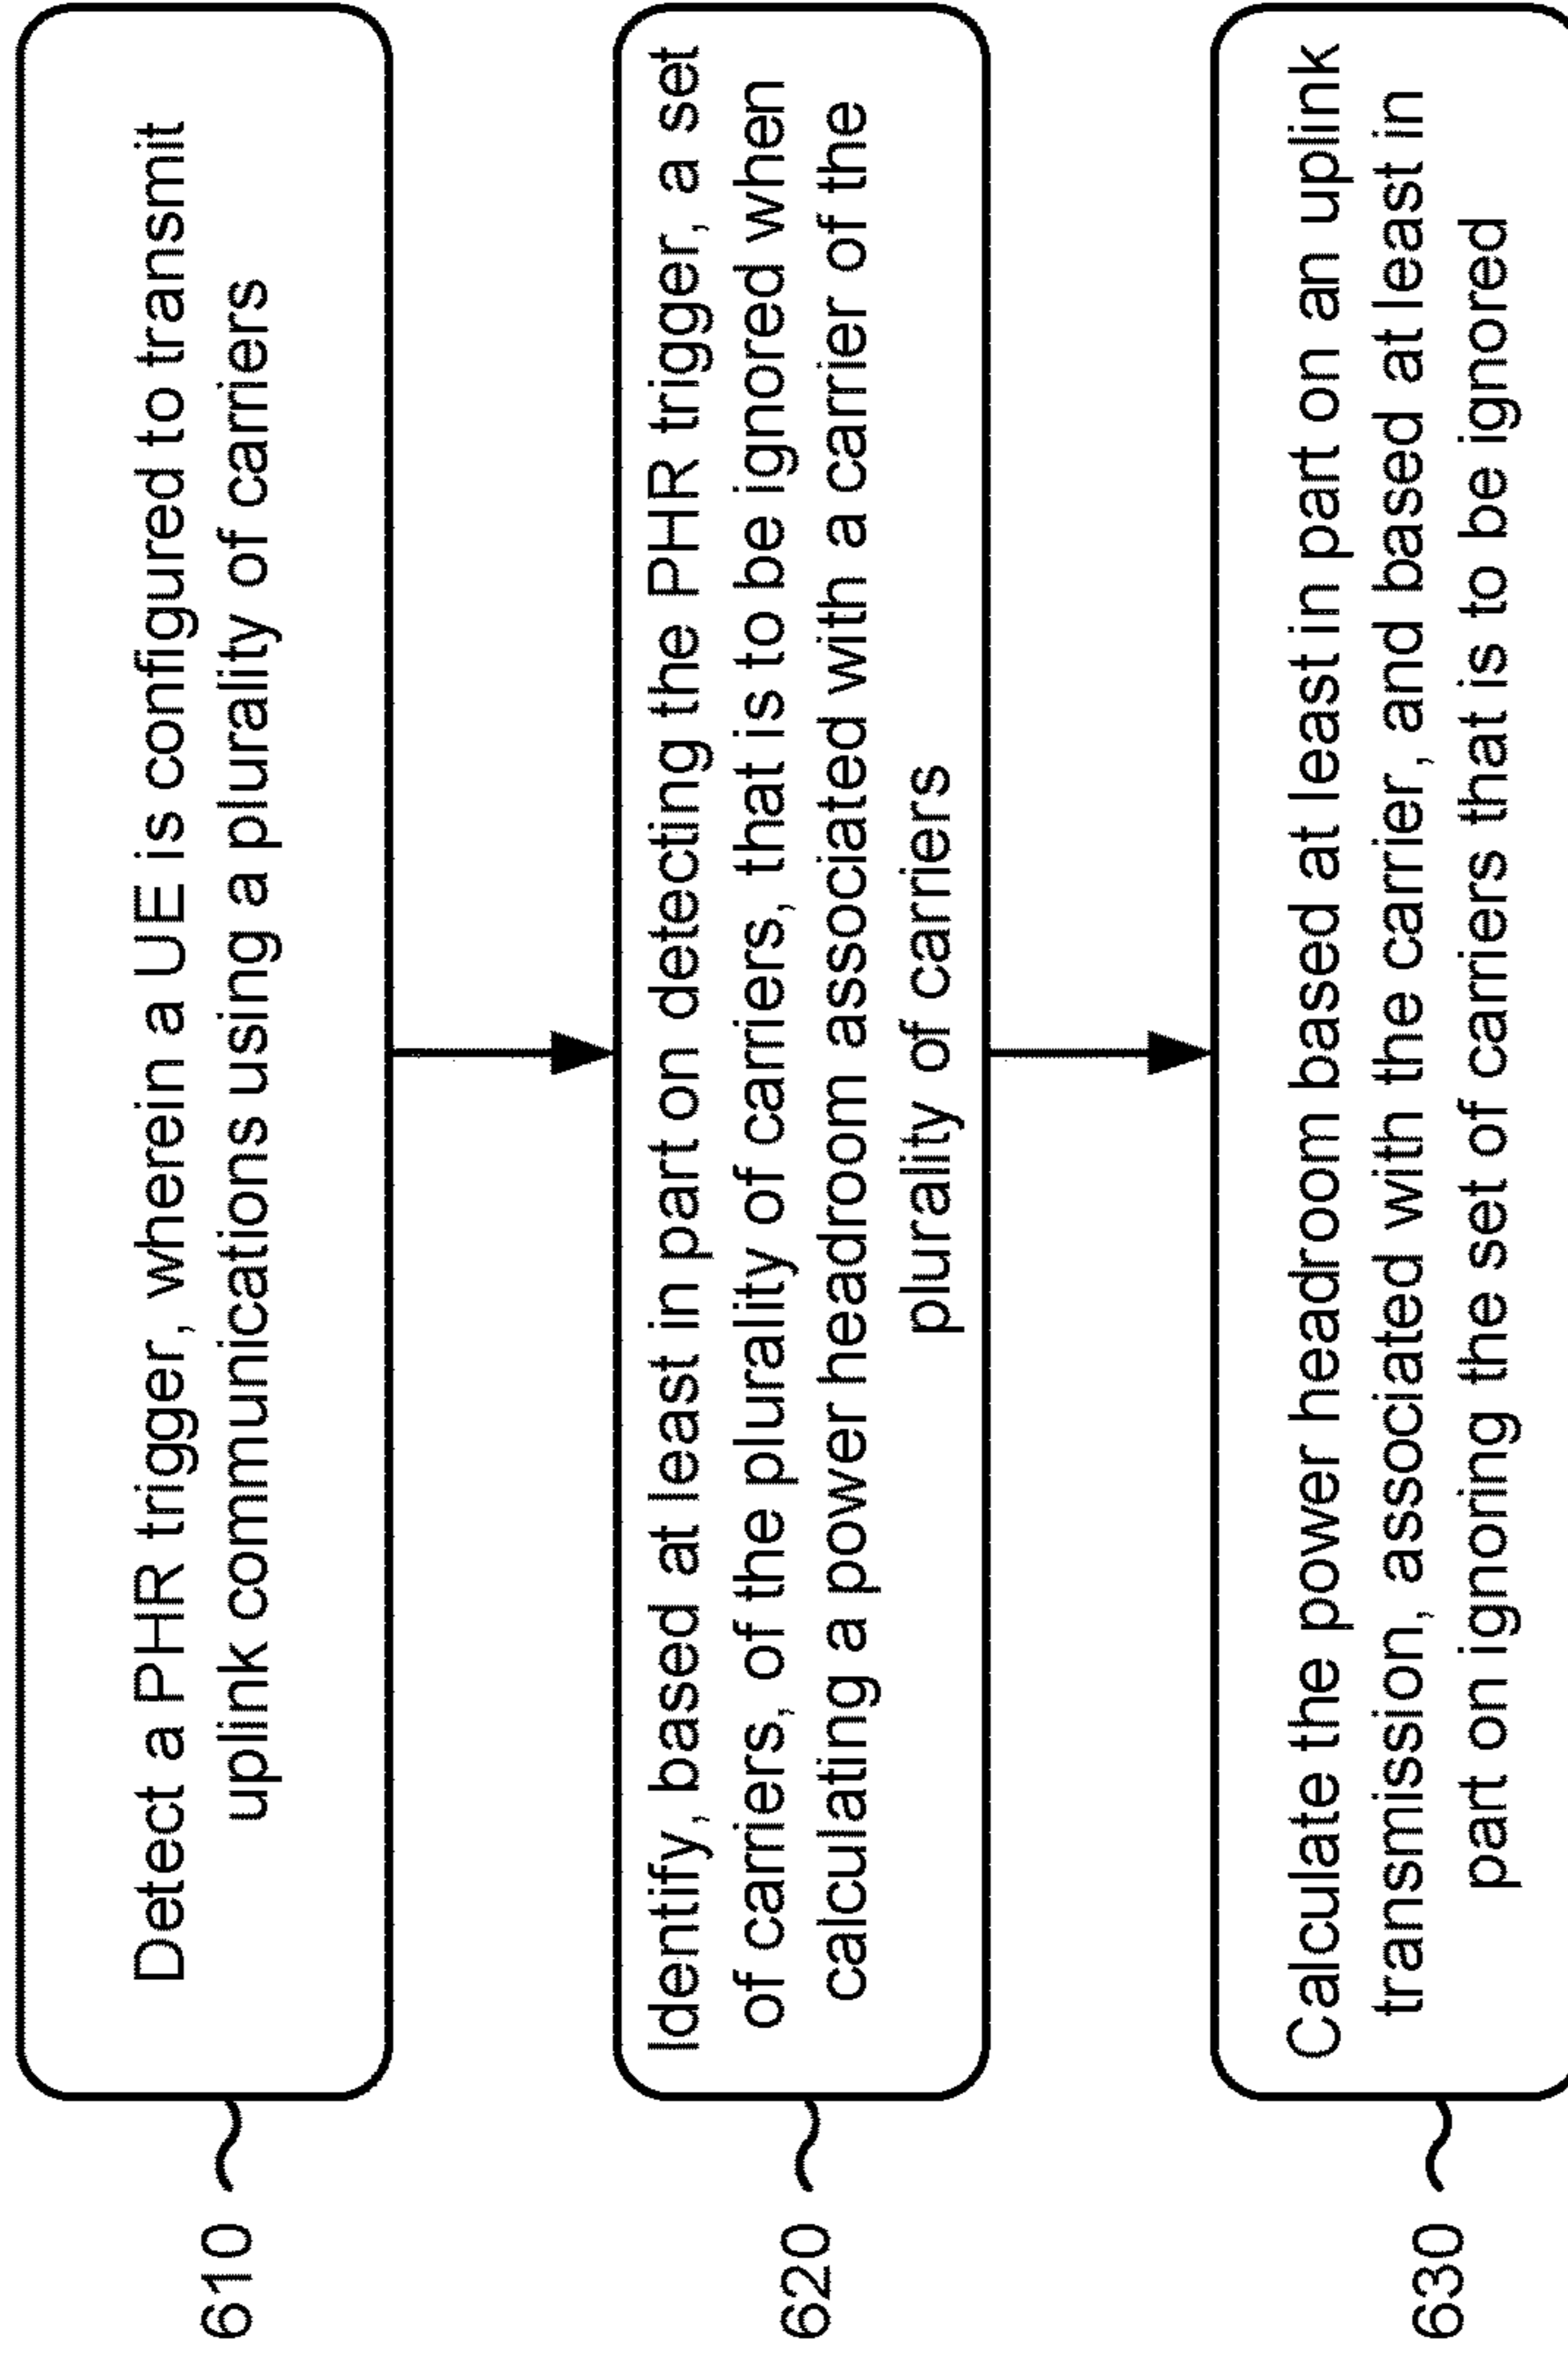 610
Detect a PHR trigger, wherein a UE is configured to transmit
uplink communications using a plurality of carriers
620
Identify, based at least in part on detecting the PHR trigger, a set
of carriers, of the plurality of carriers, that is to be ignored when
calculating a power headroom associated with a carrier of the
plurality of carriers
630
Calculate the power headroom based at least in part on an uplink
transmission, associated with the carrier, and based at least in
part on ignoring the set of carriers that is to be ignored